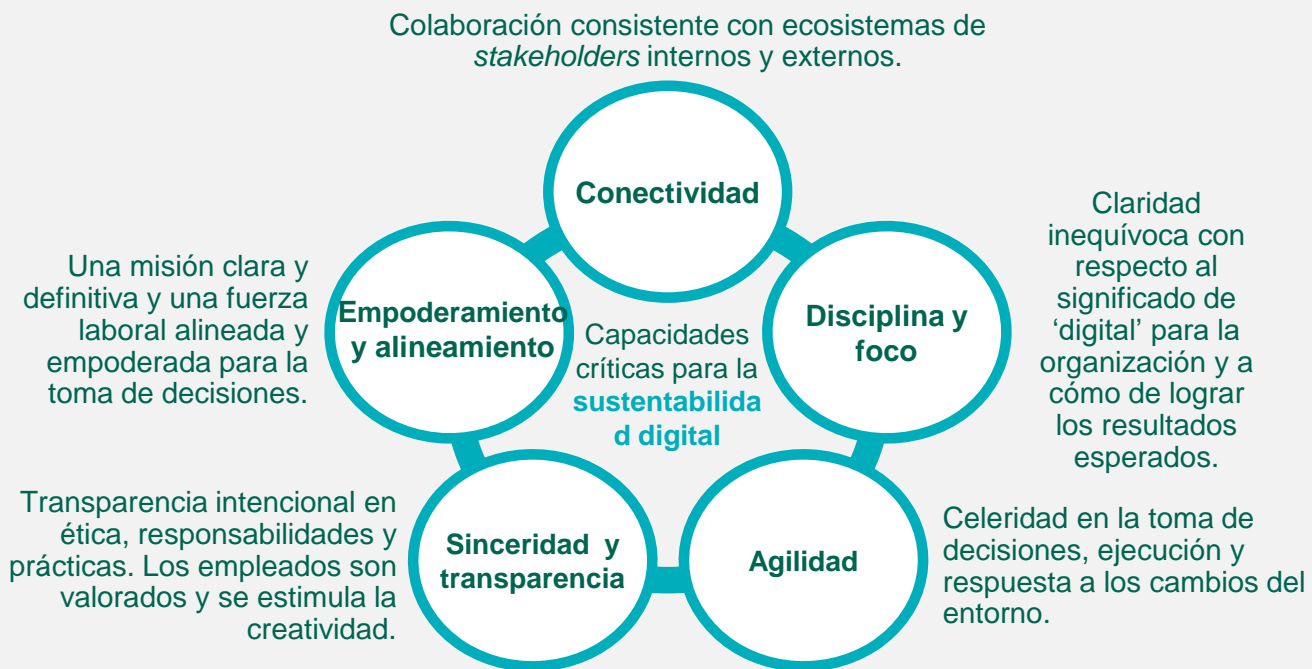 Colaboración consistente con ecosistemas de
stakeholders internos y externos.
Conectividad
Claridad
inequívoca con
respecto al
significado de
‘digital’ para la
organización y a
cómo de lograr
los resultados
esperados.
Una misión clara y
definitiva y una fuerza
laboral alineada y
empoderada para la
toma de decisiones.
Empoderamiento
y alineamiento
Capacidades
críticas para la
sustentabilida
d digital
Disciplina y
foco
Transparencia intencional en
ética, responsabilidades y
prácticas. Los empleados son
valorados y se estimula la
creatividad.
Sinceridad y
transparencia
Agilidad
Celeridad en la toma de
decisiones, ejecución y
respuesta a los cambios del
entorno.